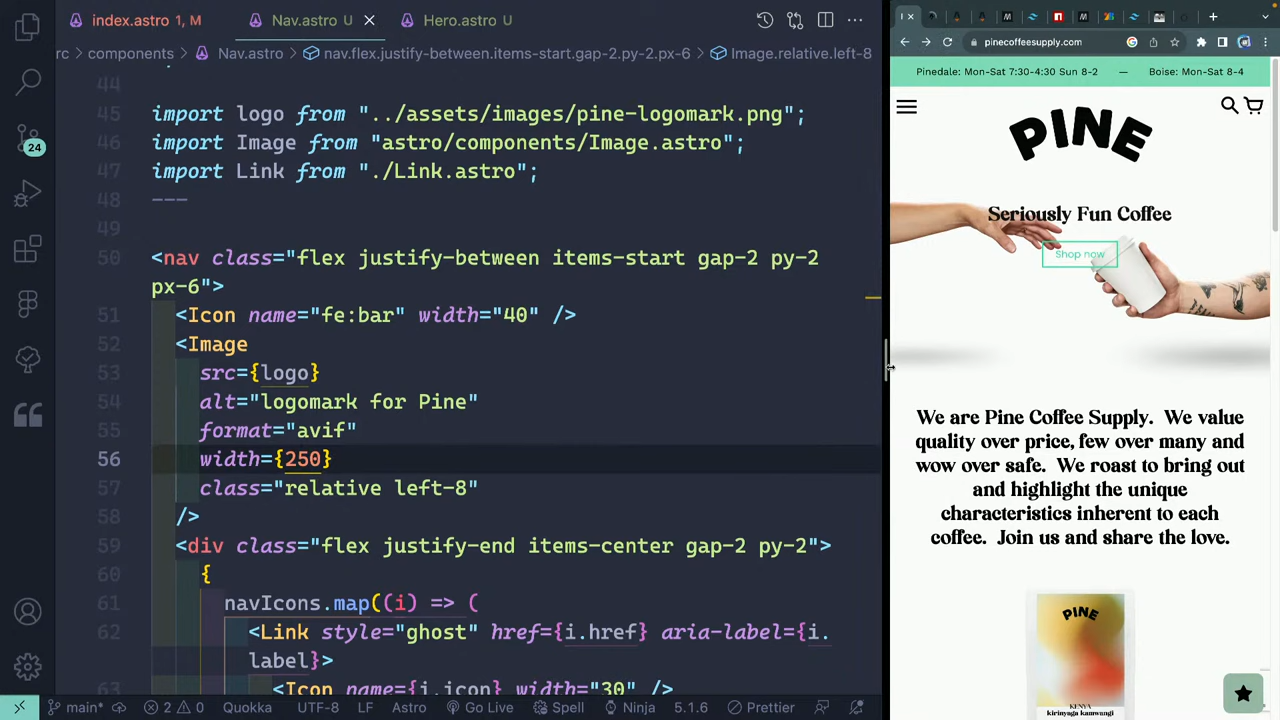 index.astro 1, M
Nav.astro U
Hero.astro U
rc > components > Nav.astro > nav.flex.justify-between.items-start.gap-2.py-2.px-6 > Image.relative.left-8
44
45 import logo from "../assets/images/pine-logomark.png";
46 import Image from "astro/components/Image.astro";
47 import Link from "./Link.astro";
48 ---
49
50 <nav class="flex justify-between items-start gap-2 py-2
px-6">
51 <Icon name="fe:bar" width="40" />
52 <Image
53 src={logo}
54 alt="logomark for Pine"
55 format="avif"
56 width={250}
57 class="relative left-8"
58 />
59 <div class="flex justify-end items-center gap-2 py-2">
60 {
61 navIcons.map((i) => (
62 <Link style="ghost" href={i.href} aria-label={i.
label}>
63 <Icon name={i.icon} width="30" />
24
main*
2 0
Quokka
UTF-8
LF
Astro
Go Live
Spell
Ninja
5.1.6
Prettier
pinecoffeesupply.com
Pinedale: Mon-Sat 7:30-4:30 Sun 8-2 — Boise: Mon-Sat 8-4
PINE
Seriously Fun Coffee
Shop now
We are Pine Coffee Supply. We value
quality over price, few over many and
wow over safe. We roast to bring out
and highlight the unique
characteristics inherent to each
coffee. Join us and share the love.
PINE
KENYA
kirinyaga kamwangi